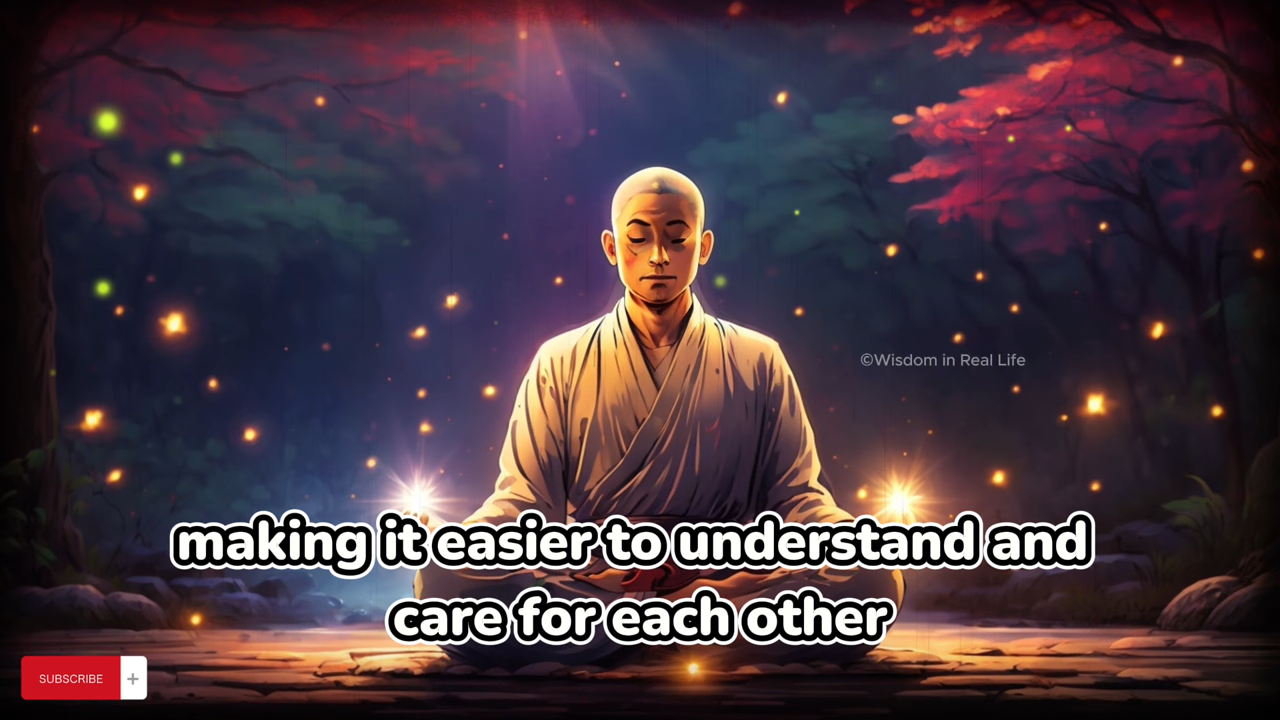 ©Wisdom in Real Life
making it easier to understand and
care for each other
SUBSCRIBE +